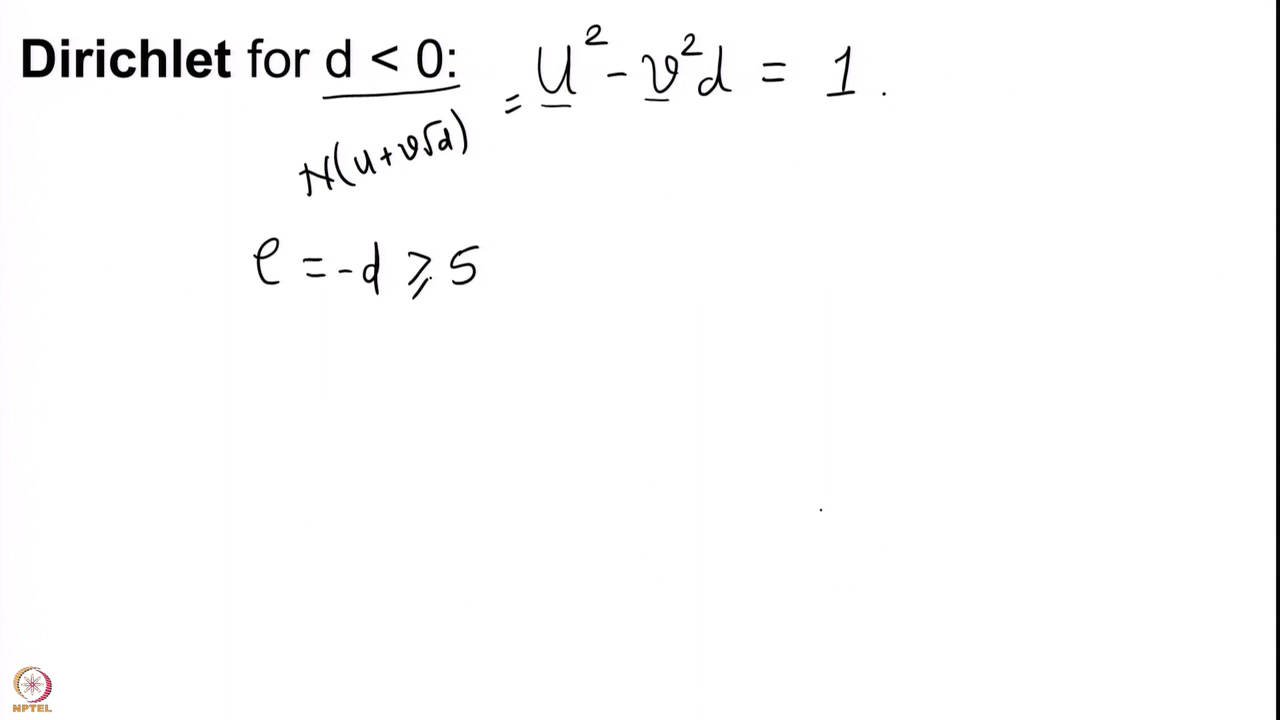 Dirichlet for d < 0: = u² - v²d = 1.
N(u+v√d)
e = -d ⩾ 5
NPTEL